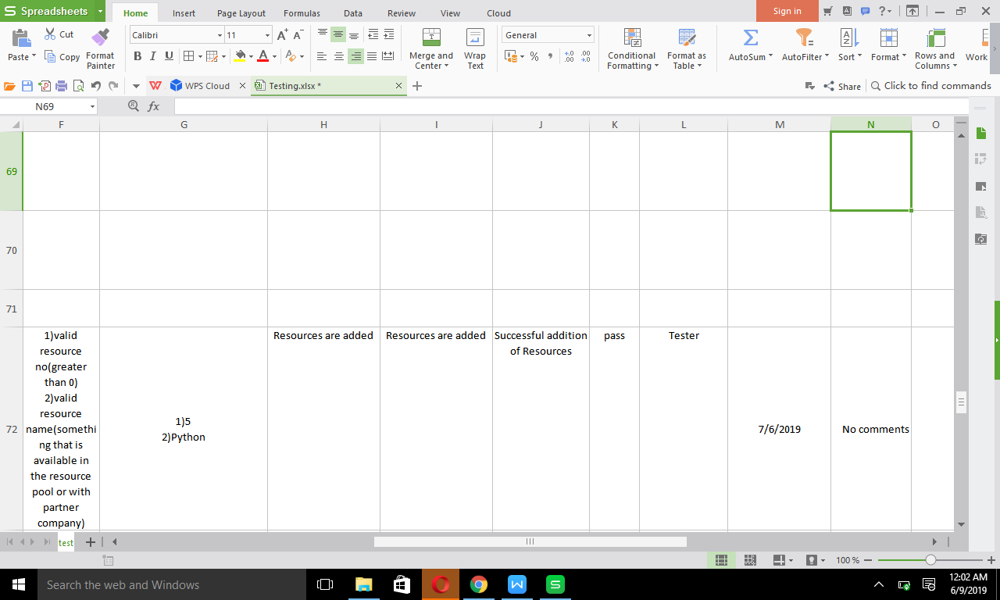 Spreadsheets
Home
Insert
Page Layout
Formulas
Data
Review
View
Cloud
Sign in
Paste
Cut
Copy
Format
Painter
Calibri
11
B I U
A
Merge and
Center
Wrap
Text
General
Conditional
Formatting
Format as
Table
AutoSum
AutoFilter
Sort
Format
Rows and
Columns
Work
WPS Cloud
Testing.xlsx *
Share
Click to find commands
N69
fx
F G H I J K L M N O
69
70
71
72
1)valid
resource
no(greater
than 0)
2)valid
resource
name(somethi
ng that is
available in
the resource
pool or with
partner
company)
1)5
2)Python
Resources are added
Resources are added
Successful addition
of Resources
pass
Tester
7/6/2019
No comments
test
100 %
Search the web and Windows
12:02 AM
6/9/2019